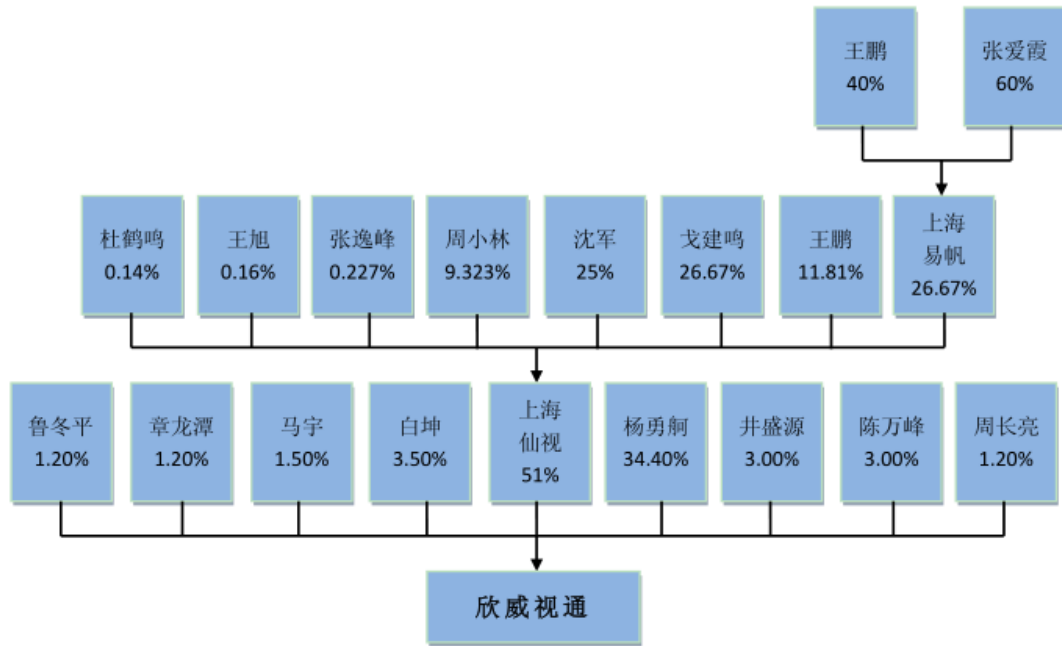 王鹏
40%
张爱霞
60%
杜鹤鸣
0.14%
王旭
0.16%
张逸峰
0.227%
周小林
9.323%
沈军
25%
戈建鸣
26.67%
王鹏
11.81%
上海
易帆
26.67%
鲁冬平
1.20%
章龙潭
1.20%
马宇
1.50%
白坤
3.50%
上海
仙视
51%
杨勇舸
34.40%
井盛源
3.00%
陈万峰
3.00%
周长亮
1.20%
欣威视通